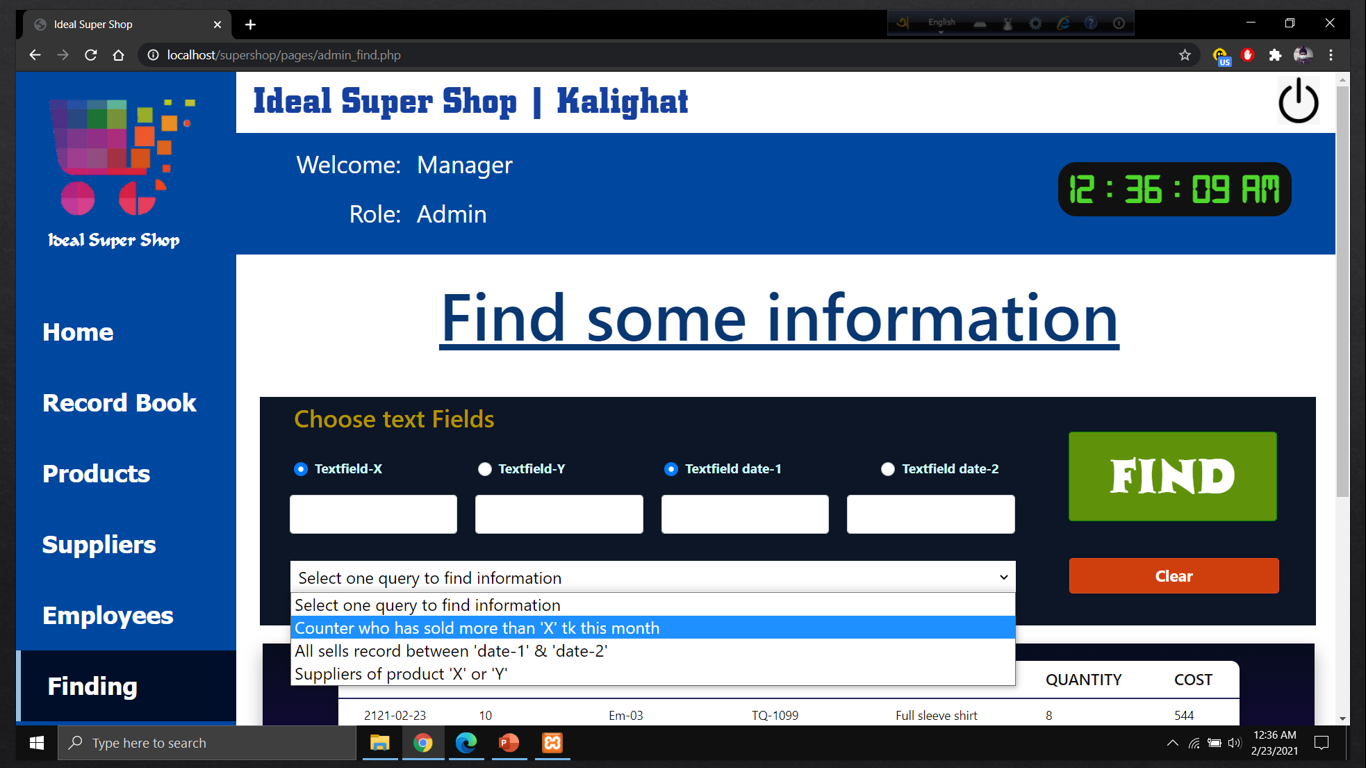 Ideal Super Shop
English
localhost/supershop/pages/admin_find.php
US
Ideal Super Shop
Ideal Super Shop | Kalighat
Welcome: Manager
Role: Admin
12 : 36 : 09 AM
Home
Record Book
Products
Suppliers
Employees
Finding
Find some information
Choose text Fields
Textfield-X Textfield-Y Textfield date-1 Textfield date-2
FIND
Select one query to find information
Clear
Select one query to find information
Counter who has sold more than 'X' tk this month
All sells record between 'date-1' & 'date-2'
Suppliers of product 'X' or 'Y'
QUANTITY COST
2121-02-23 10 Em-03 TQ-1099 Full sleeve shirt 8 544
Type here to search
12:36 AM
2/23/2021